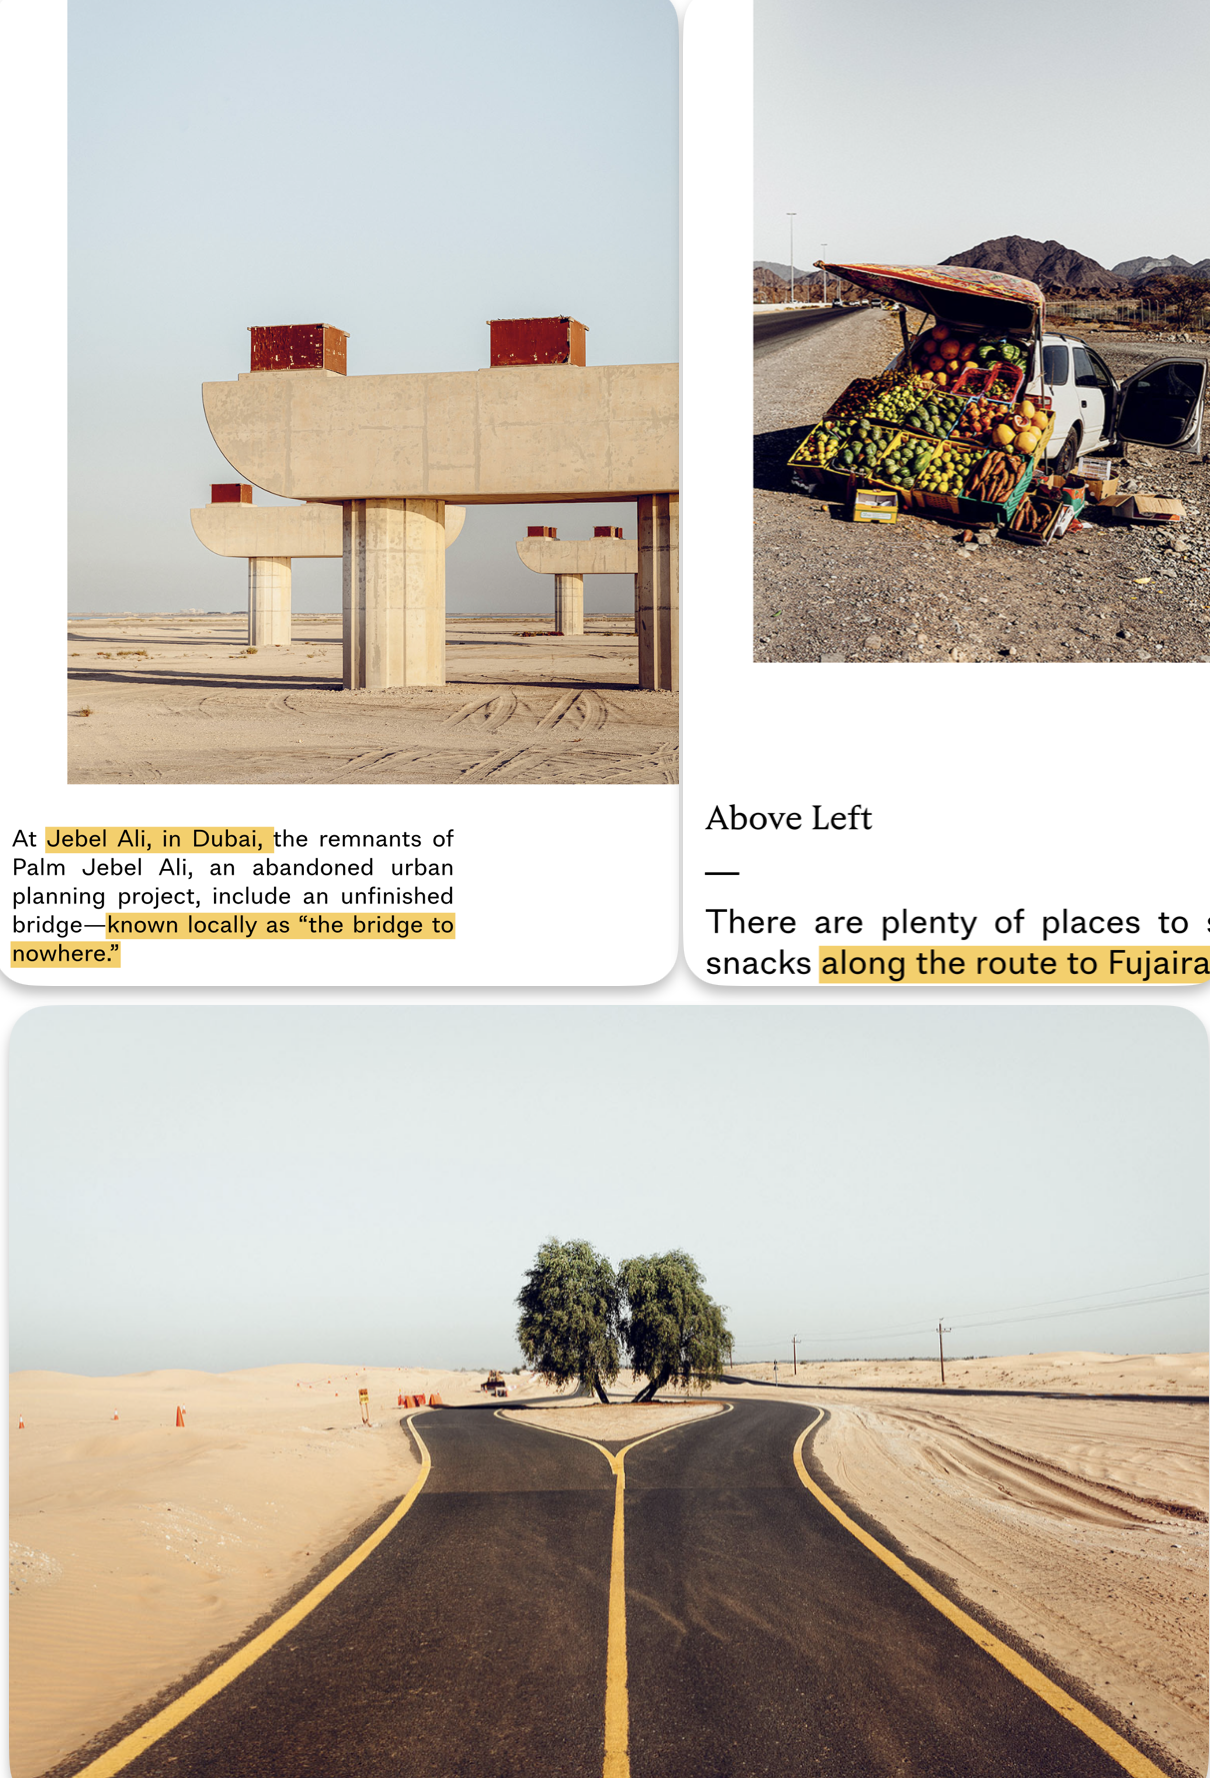 At Jebel Ali, in Dubai, the remnants of
Palm Jebel Ali, an abandoned urban
planning project, include an unfinished
bridge—known locally as “the bridge to
nowhere.”
Above Left
—
There are plenty of places to
snacks along the route to Fujaira